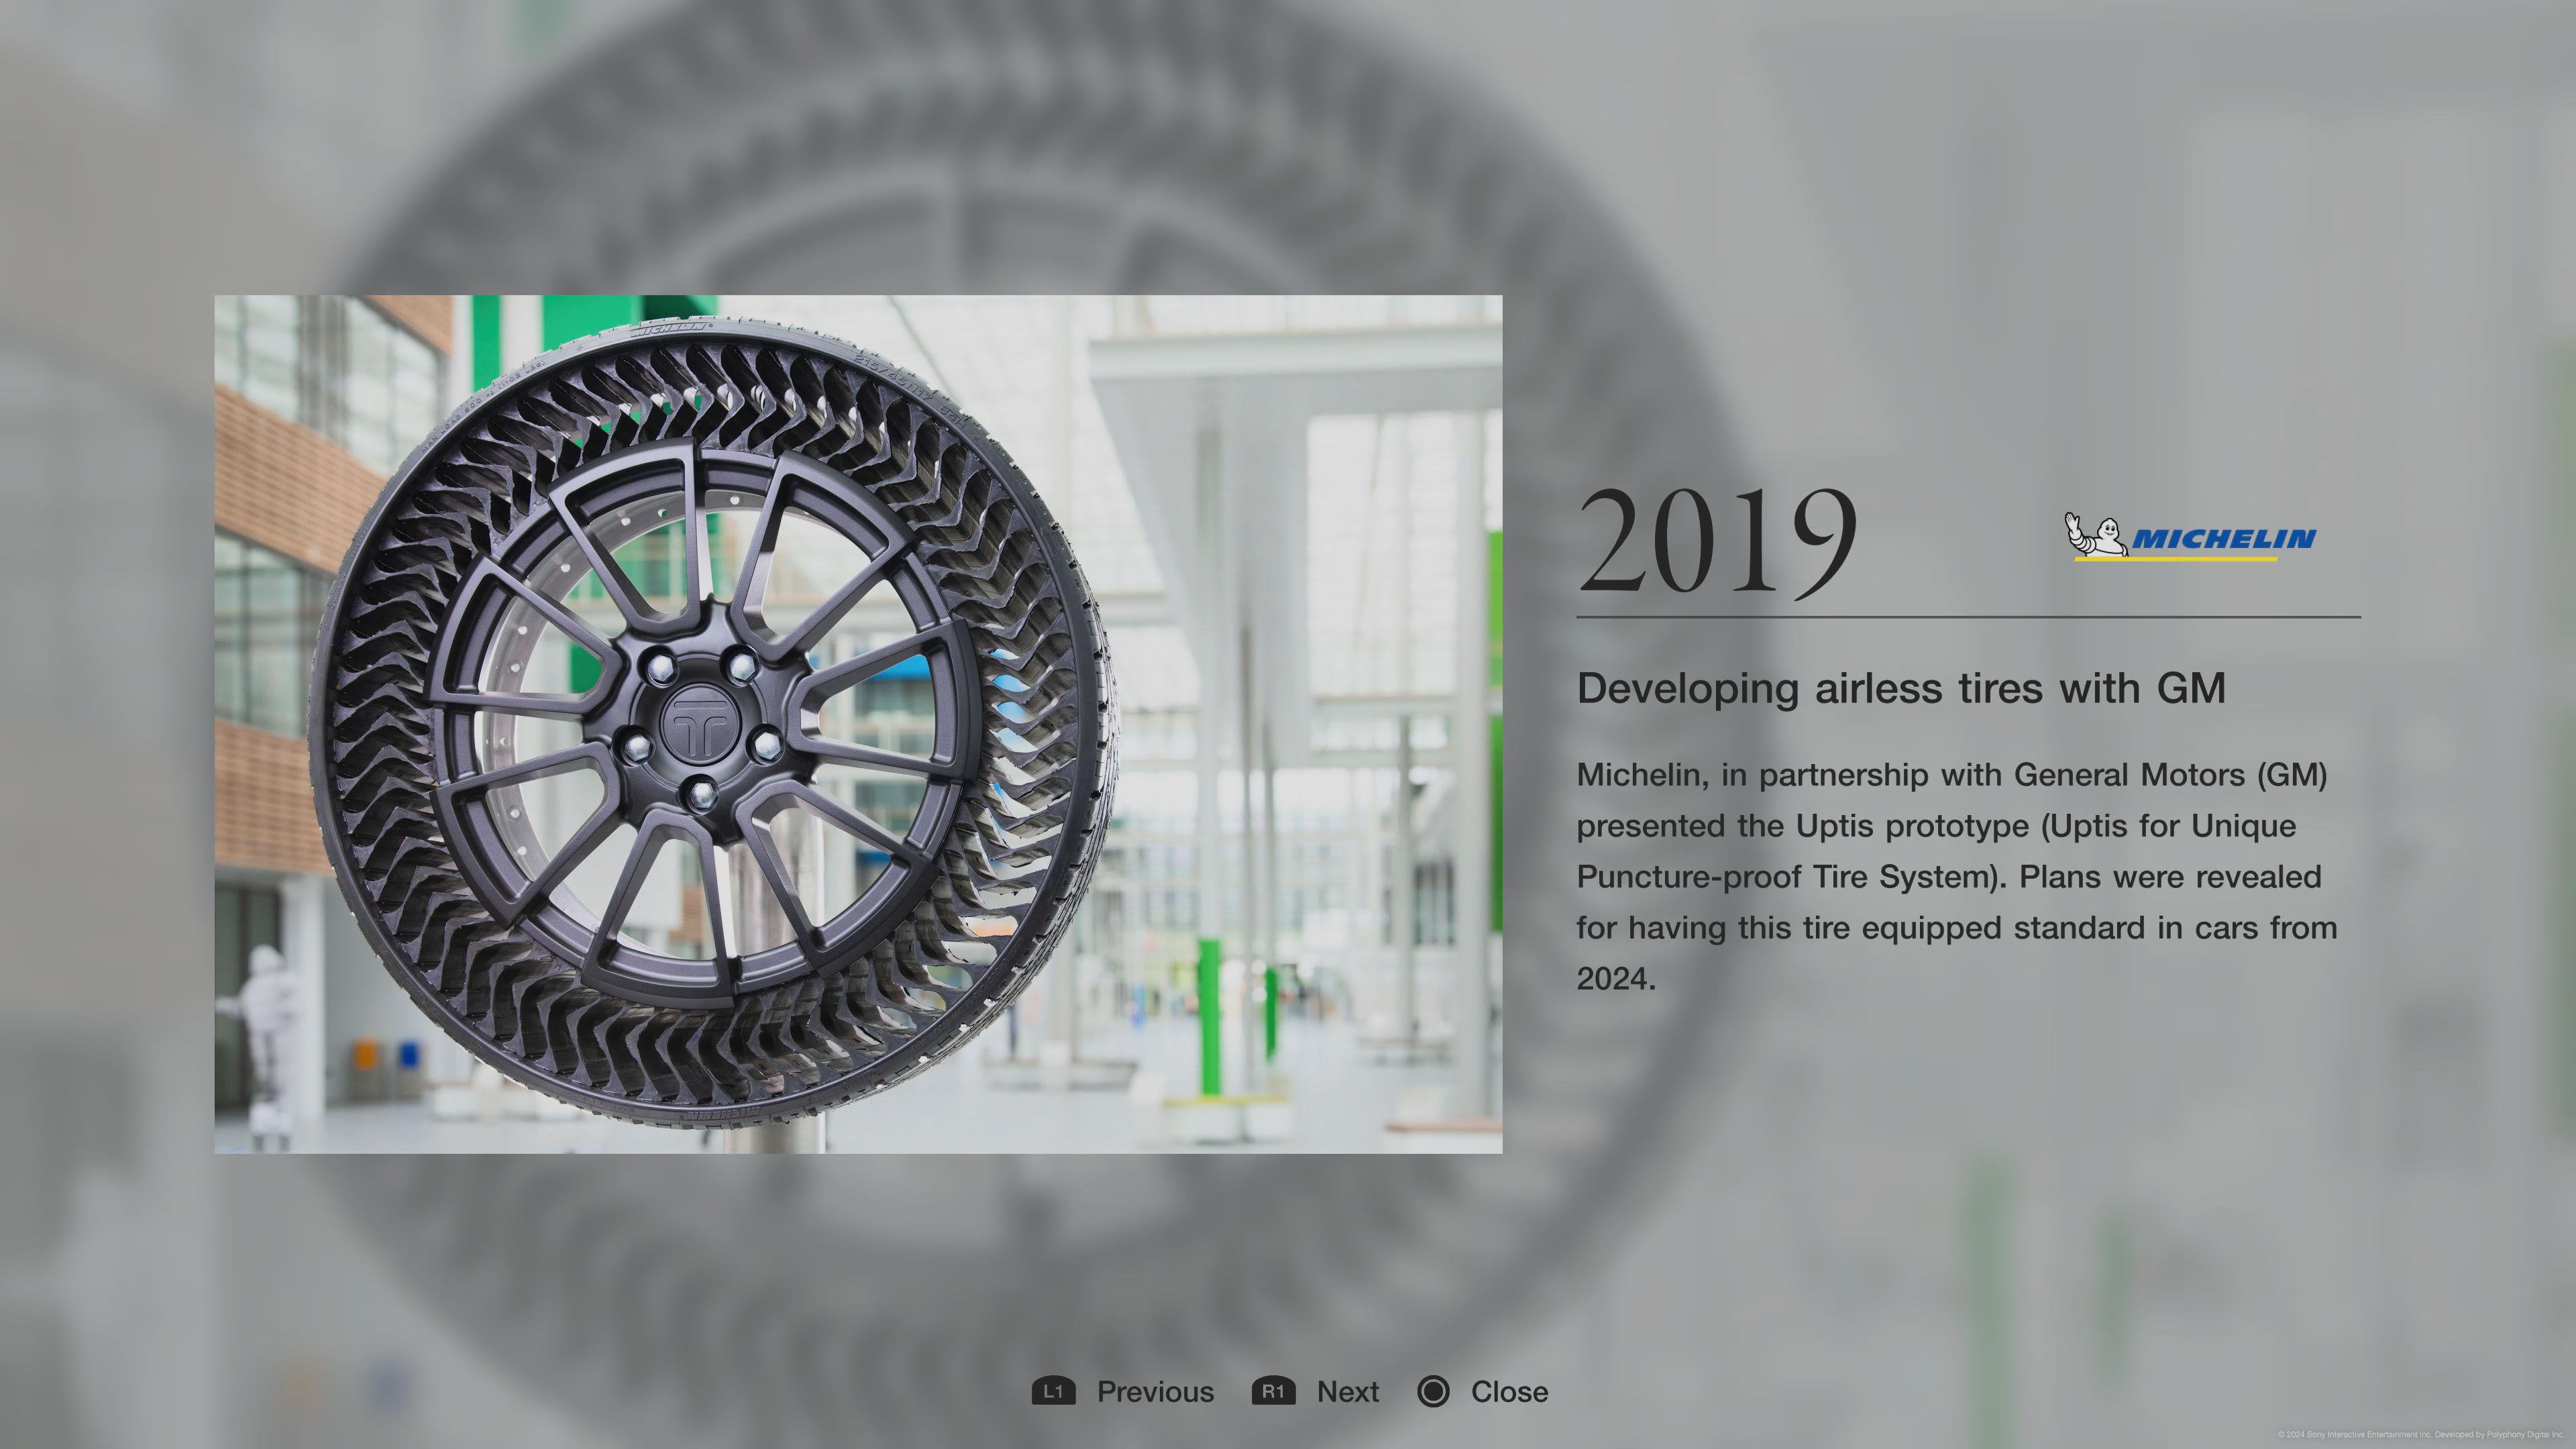 MICHELIN
2019
MICHELIN
Developing airless tires with GM
Michelin, in partnership with General Motors (GM)
presented the Uptis prototype (Uptis for Unique
Puncture-proof Tire System). Plans were revealed
for having this tire equipped standard in cars from
2024.
L1 Previous R1 Next Close
© 2024 Sony Interactive Entertainment Inc. Developed by Polyphony Digital Inc.